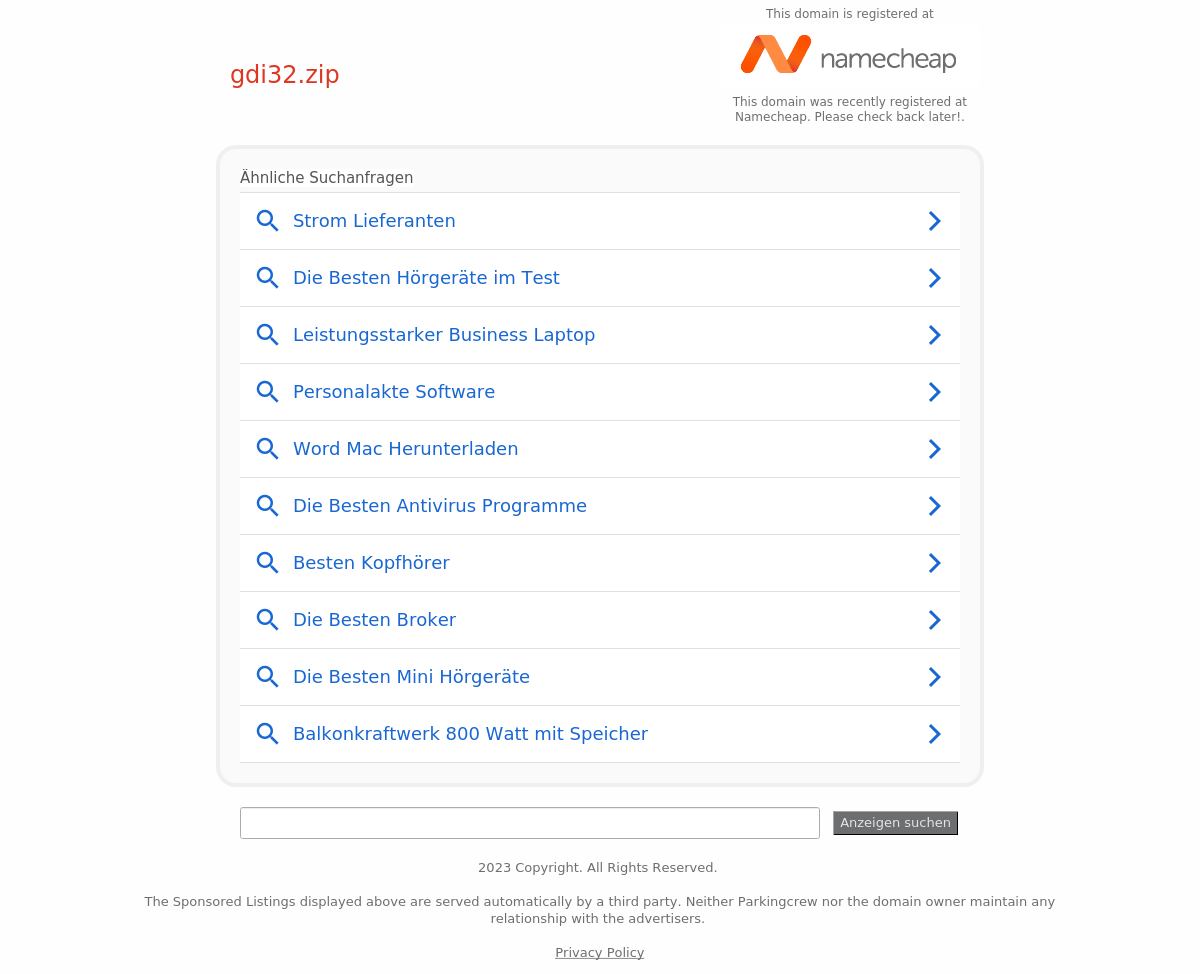 This domain is registered at
namecheap
gdi32.zip
This domain was recently registered at
Namecheap. Please check back later!.
Ähnliche Suchanfragen
Strom Lieferanten
Die Besten Hörgeräte im Test
Leistungsstarker Business Laptop
Personalakte Software
Word Mac Herunterladen
Die Besten Antivirus Programme
Besten Kopfhörer
Die Besten Broker
Die Besten Mini Hörgeräte
Balkonkraftwerk 800 Watt mit Speicher
Anzeigen suchen
2023 Copyright. All Rights Reserved.
The Sponsored Listings displayed above are served automatically by a third party. Neither Parkingcrew nor the domain owner maintain any
relationship with the advertisers.
Privacy Policy